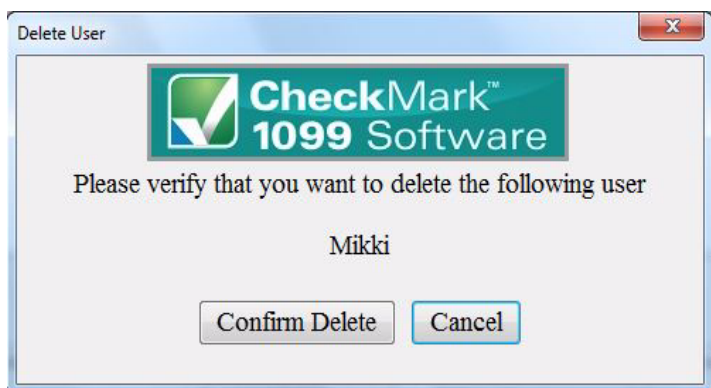 Delete User
CheckMark™
1099 Software
Please verify that you want to delete the following user
Mikki
Confirm Delete Cancel